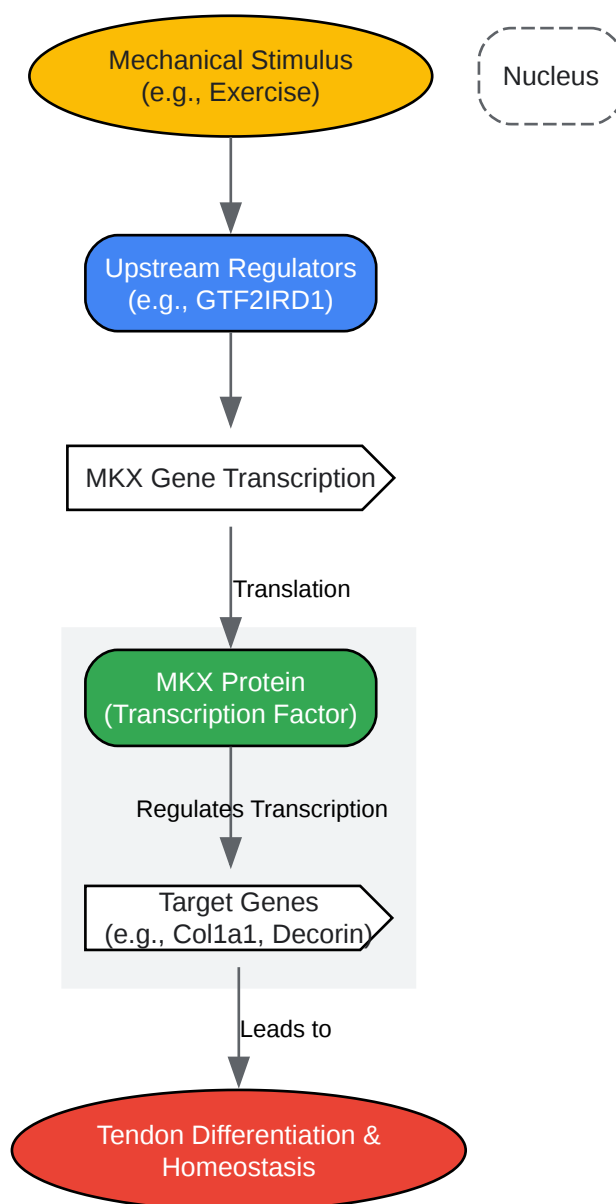 Mechanical Stimulus
(e.g., Exercise)
Nucleus
Upstream Regulators
(e.g., GTF2IRD1)
MKX Gene Transcription
Translation
MKX Protein
(Transcription Factor)
Regulates Transcription
Target Genes
(e.g., Col1a1, Decorin)
Leads to
Tendon Differentiation &
Homeostasis